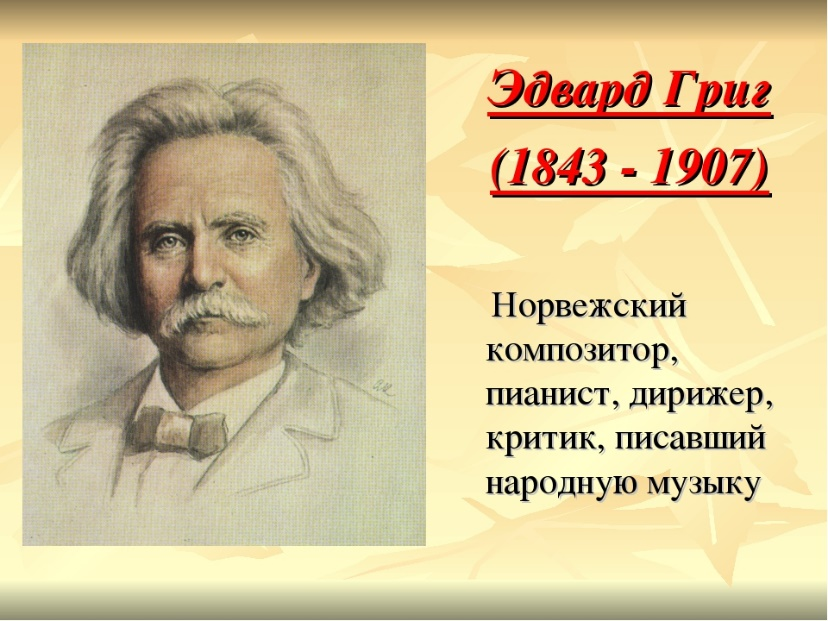 Эдвард Григ
(1843 - 1907)
Норвежский
композитор,
пианист, дирижер,
критик, писавший
народную музыку